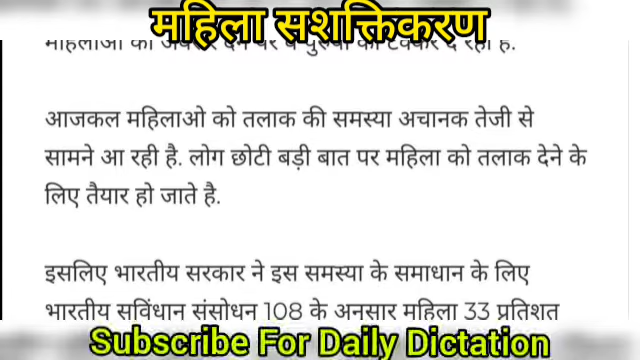 महिला सशक्तिकरण
आजकल महिलाओ को तलाक की समस्या अचानक तेजी से
सामने आ रही है. लोग छोटी बड़ी बात पर महिला को तलाक देने के
लिए तैयार हो जाते है.
इसलिए भारतीय सरकार ने इस समस्या के समाधान के लिए
भारतीय सविंधान संसोधन 108 के अनसार महिला 33 प्रतिशत
Subscribe For Daily Dictation